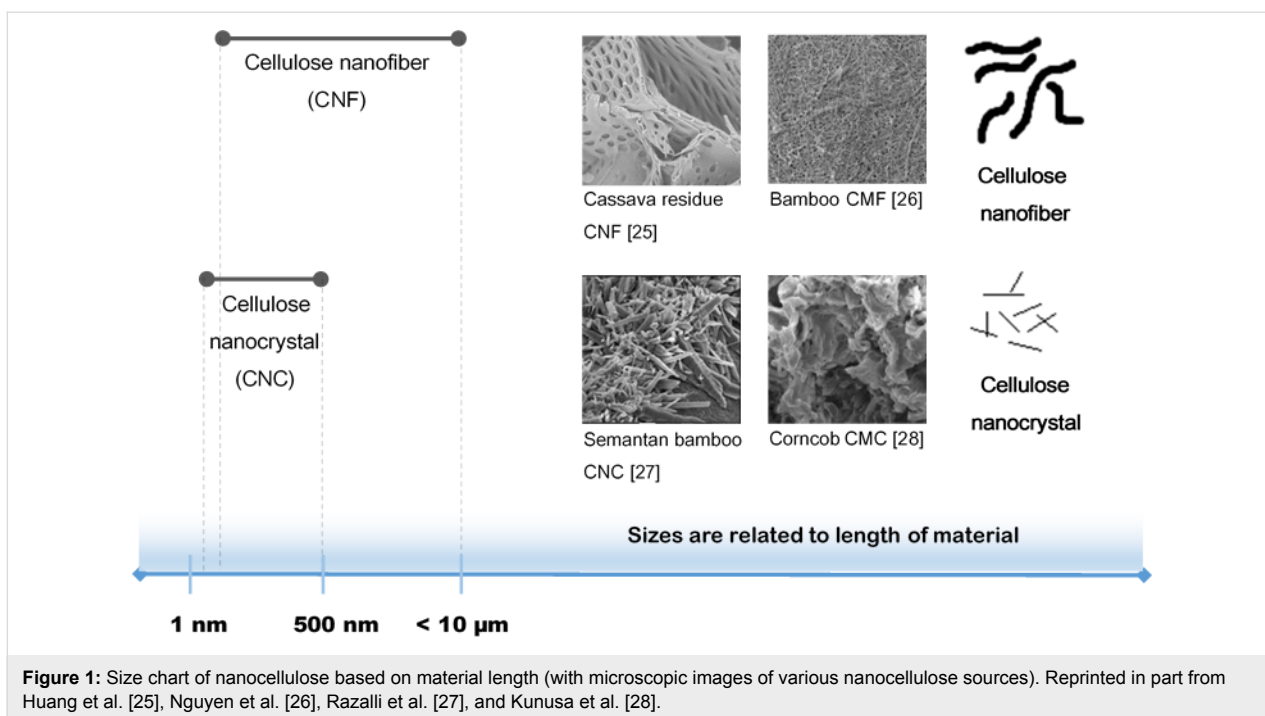 Cellulose nanofiber
(CNF)
Cassava residue
CNF [25]
Bamboo CMF [26]
Cellulose
nanofiber
Cellulose
nanocrystal
(CNC)
Semantan bamboo
CNC [27]
Corncob CMC [28]
Cellulose
nanocrystal
Sizes are related to length of material
1 nm
500 nm
< 10 µm
Figure 1: Size chart of nanocellulose based on material length (with microscopic images of various nanocellulose sources). Reprinted in part from
Huang et al. [25], Nguyen et al. [26], Razalli et al. [27], and Kunusa et al. [28].